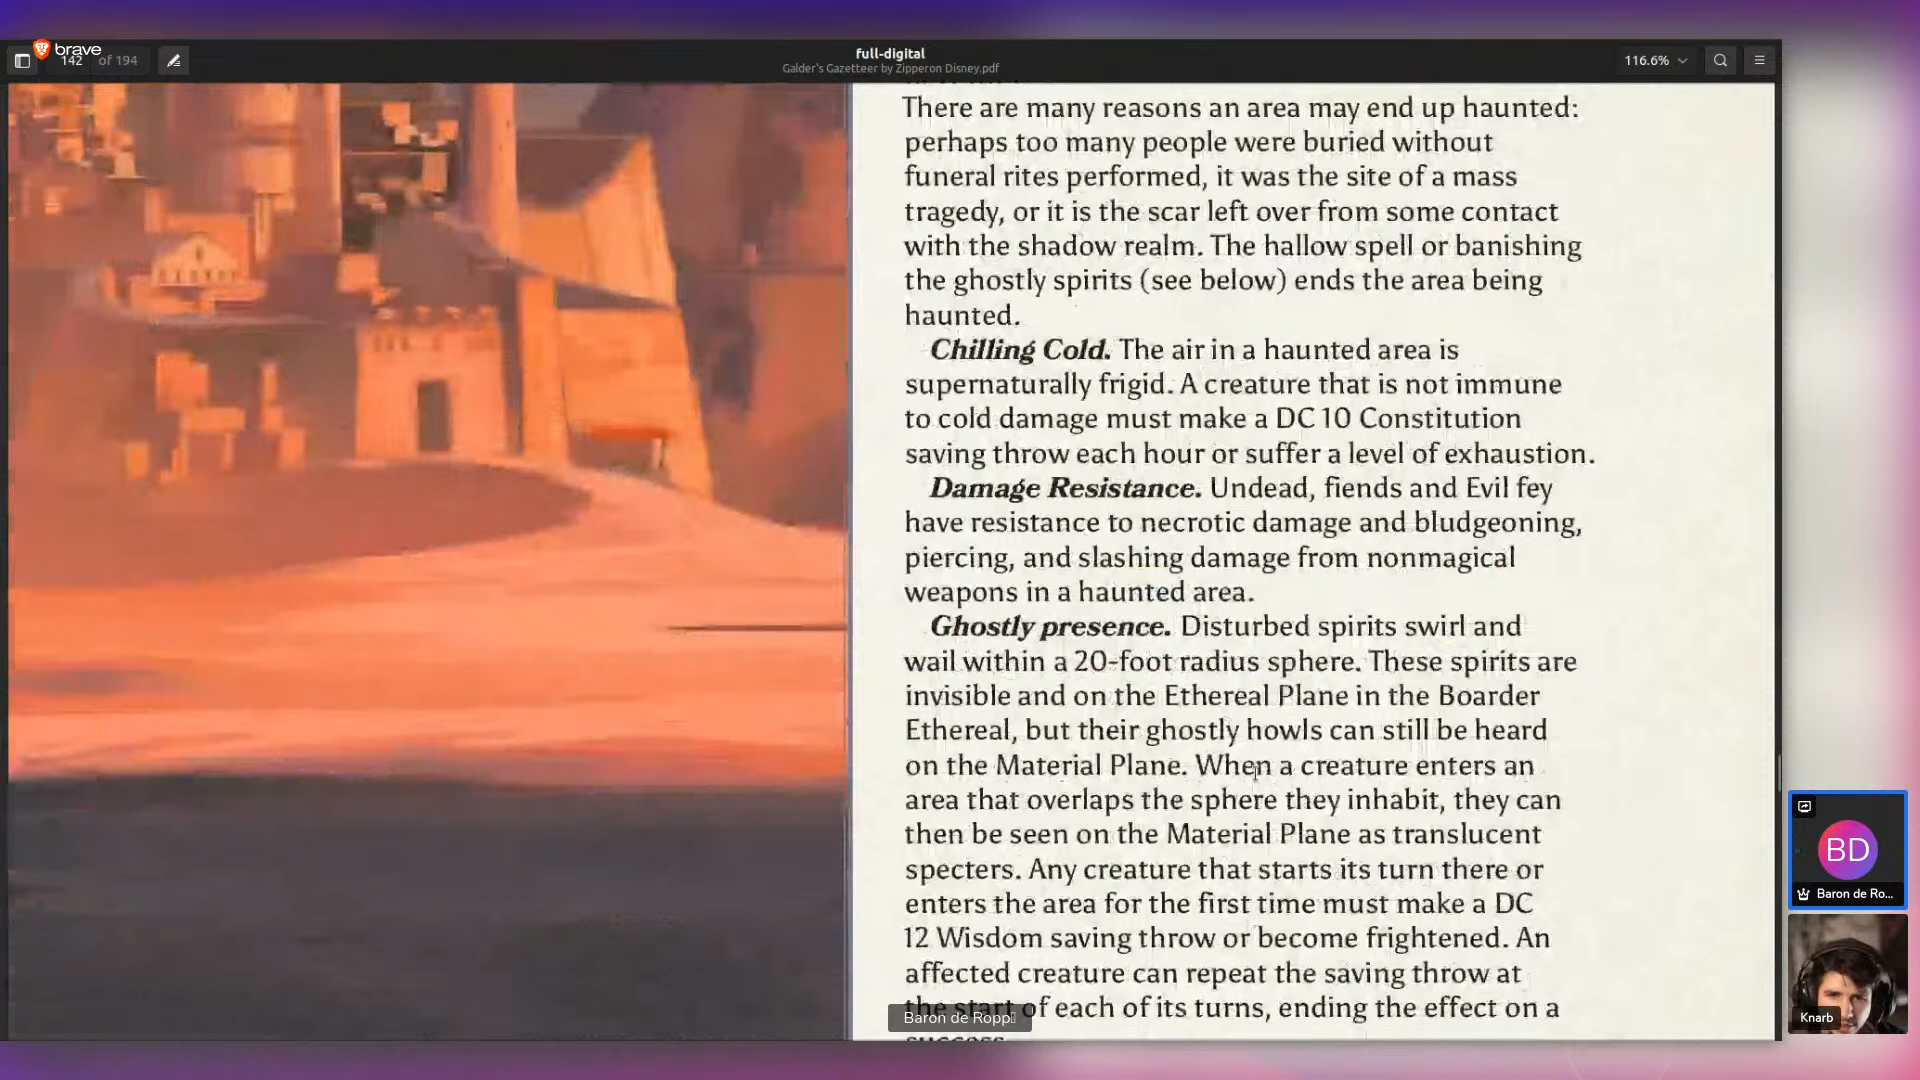 brave
142 of 194
full-digital
Galder's Gazetteer by Zipperon Disney.pdf
116.6%
There are many reasons an area may end up haunted:
perhaps too many people were buried without
funeral rites performed, it was the site of a mass
tragedy, or it is the scar left over from some contact
with the shadow realm. The hallow spell or banishing
the ghostly spirits (see below) ends the area being
haunted.
Chilling Cold. The air in a haunted area is
supernaturally frigid. A creature that is not immune
to cold damage must make a DC 10 Constitution
saving throw each hour or suffer a level of exhaustion.
Damage Resistance. Undead, fiends and Evil fey
have resistance to necrotic damage and bludgeoning,
piercing, and slashing damage from nonmagical
weapons in a haunted area.
Ghostly presence. Disturbed spirits swirl and
wail within a 20-foot radius sphere. These spirits are
invisible and on the Ethereal Plane in the Boarder
Ethereal, but their ghostly howls can still be heard
on the Material Plane. When a creature enters an
area that overlaps the sphere they inhabit, they can
then be seen on the Material Plane as translucent
specters. Any creature that starts its turn there or
enters the area for the first time must make a DC
12 Wisdom saving throw or become frightened. An
affected creature can repeat the saving throw at
the start of each of its turns, ending the effect on a
success.
Baron de Ropp
BD
Baron de Ro...
Knarb